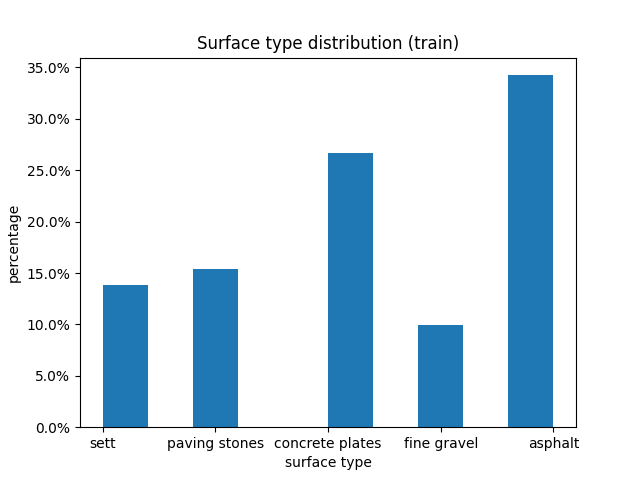 Surface type distribution (train)
35.0%
30.0%
25.0%
20.0%
15.0%
10.0%
5.0%
0.0%
percentage
sett paving stones concrete plates fine gravel asphalt
surface type